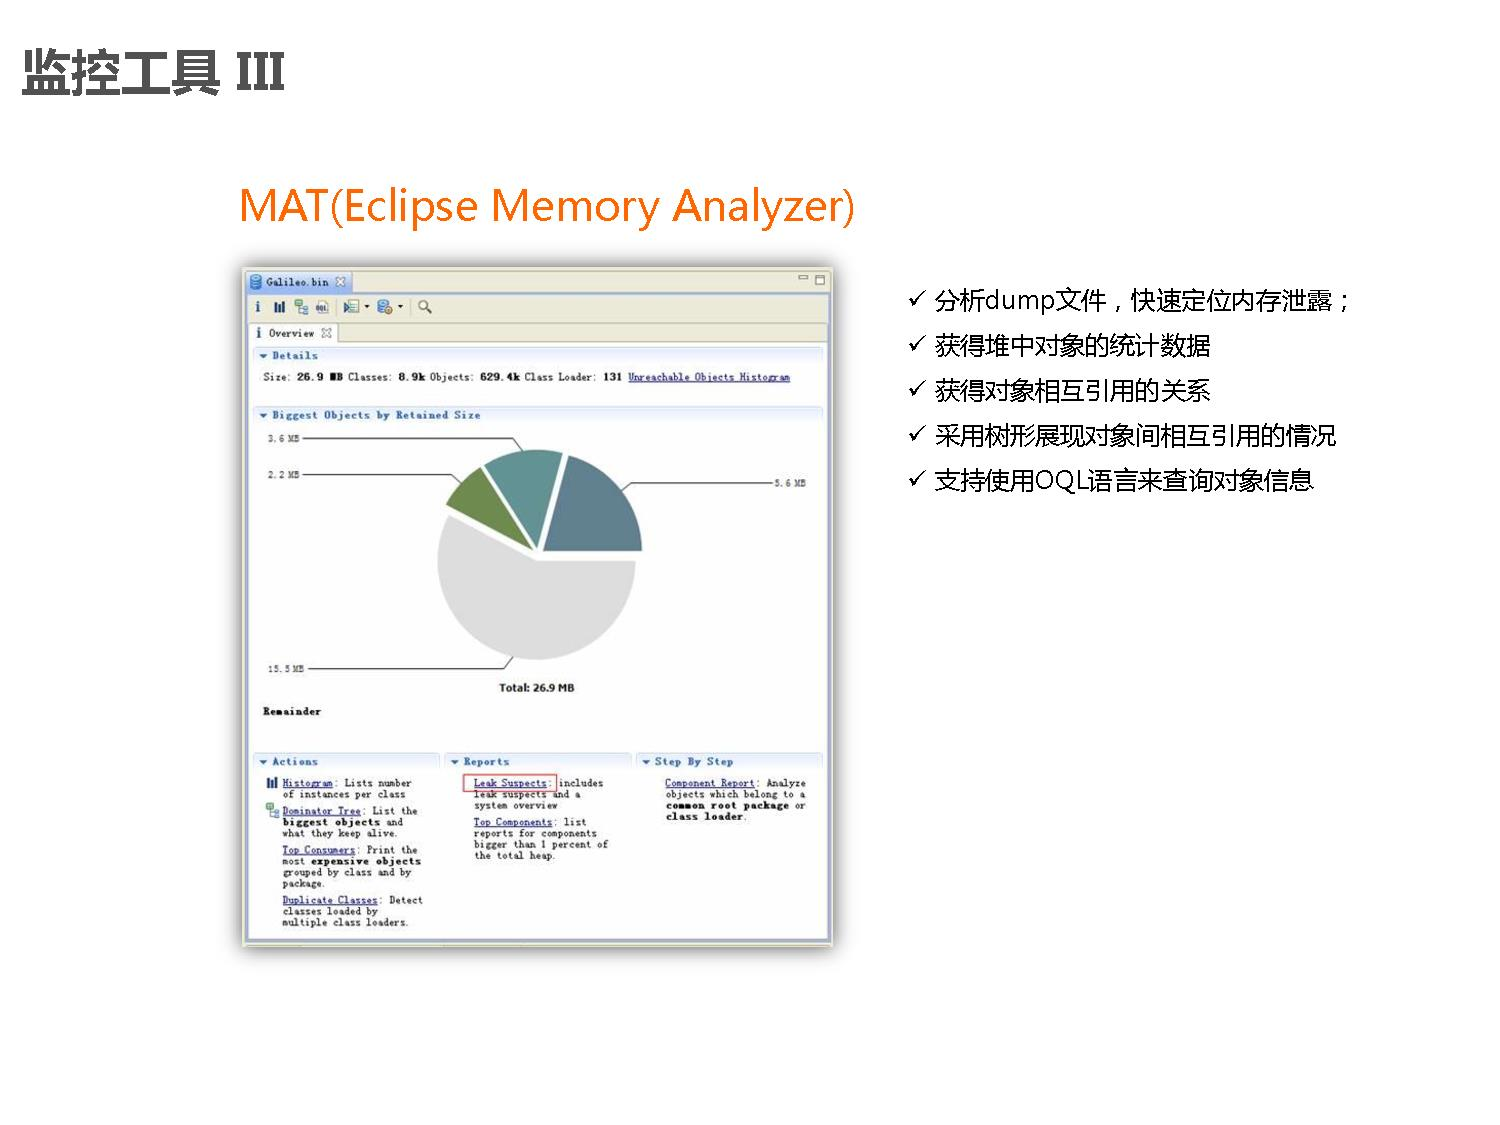 监控工具 III
MAT(Eclipse Memory Analyzer)
Galileo.bin
i Overview
Details
Size: 26.9 MB Classes: 8.9k Objects: 629.4k Class Loader: 131 Unreachable Objects Histogram
Biggest Objects by Retained Size
3.6 MB
2.2 MB
5.6 MB
15.5 MB
Total: 26.9 MB
Remainder
Actions
Histogram: Lists number
of instances per class
Dominator Tree: List the
biggest objects and
what they keep alive.
Top Consumers: Print the
most expensive objects
grouped by class and by
package.
Duplicate Classes: Detect
classes loaded by
multiple class loaders.
Reports
Leak Suspects: includes
leak suspects and a
system overview
Top Components: list
reports for components
bigger than 1 percent of
the total heap.
Step By Step
Component Report: Analyze
objects which belong to a
common root package or
class loader.
✓ 分析dump文件，快速定位内存泄露；
✓ 获得堆中对象的统计数据
✓ 获得对象相互引用的关系
✓ 采用树形展现对象间相互引用的情况
✓ 支持使用OQL语言来查询对象信息